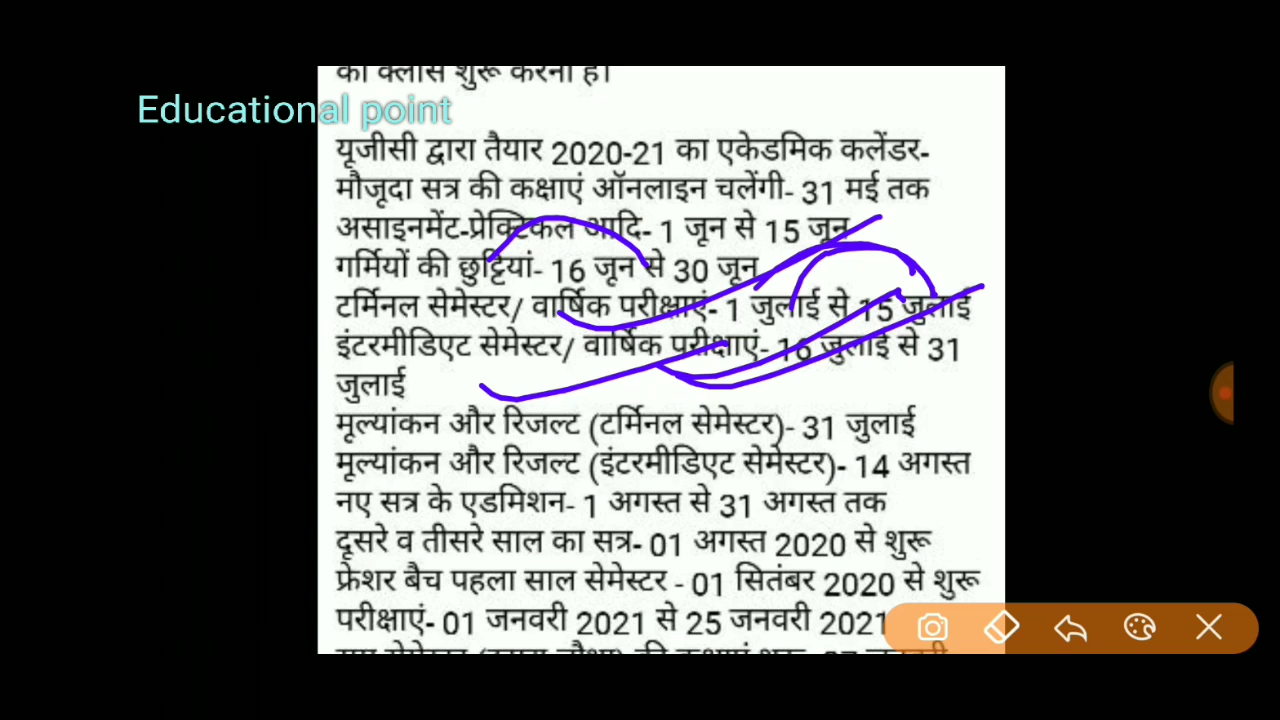 की क्लास शुरू करनी है।
Educational point
यूजीसी द्वारा तैयार 2020-21 का एकेडमिक कलेंडर-
मौजूदा सत्र की कक्षाएं ऑनलाइन चलेंगी- 31 मई तक
असाइनमेंट-प्रेक्टिकल आदि- 1 जून से 15 जून
गर्मियों की छुट्टियां- 16 जून से 30 जून
टर्मिनल सेमेस्टर/ वार्षिक परीक्षाएं- 1 जुलाई से 15 जुलाई
इंटरमीडिएट सेमेस्टर/ वार्षिक परीक्षाएं- 16 जुलाई से 31
जुलाई
मूल्यांकन और रिजल्ट (टर्मिनल सेमेस्टर)- 31 जुलाई
मूल्यांकन और रिजल्ट (इंटरमीडिएट सेमेस्टर)- 14 अगस्त
नए सत्र के एडमिशन- 1 अगस्त से 31 अगस्त तक
दूसरे व तीसरे साल का सत्र- 01 अगस्त 2020 से शुरू
फ्रेशर बैच पहला साल सेमेस्टर - 01 सितंबर 2020 से शुरू
परीक्षाएं- 01 जनवरी 2021 से 25 जनवरी 2021